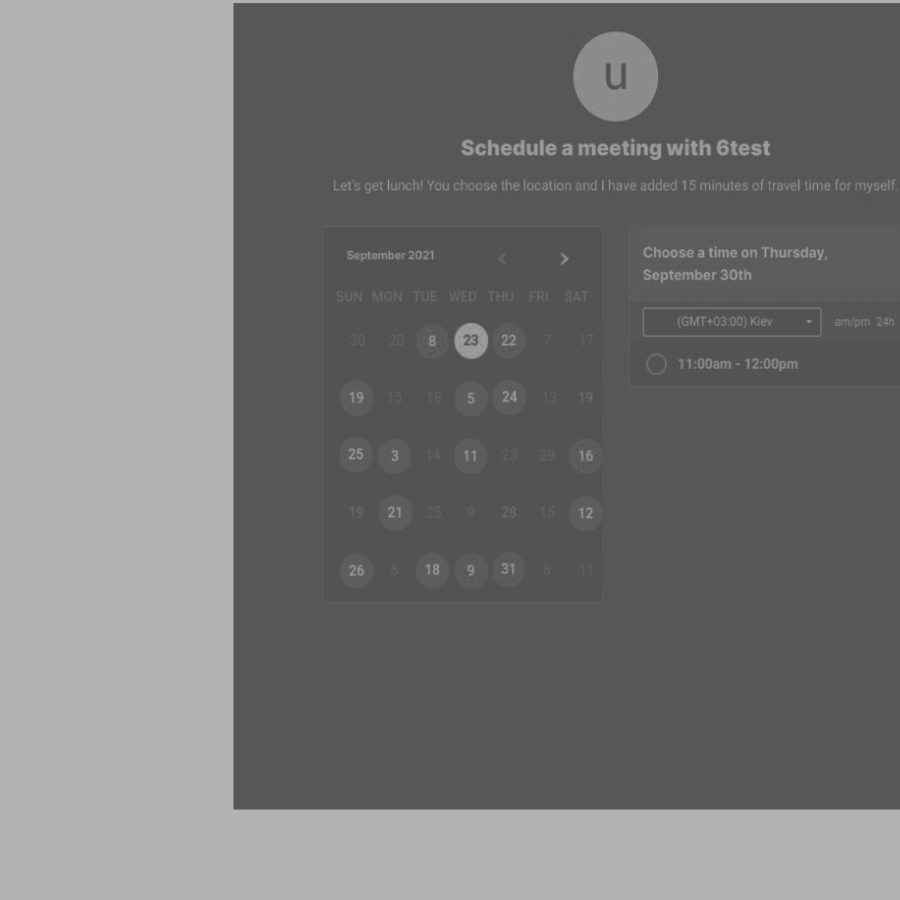 u
Schedule a meeting with 6test
Let's get lunch! You choose the location and I have added 15 minutes of travel time for myself.
September 2021
SUN MON TUE WED THU FRI SAT
30 20 8 23 22 7 17
19 15 18 5 24 13 19
25 3 14 11 23 29 16
19 21 25 9 28 15 12
26 8 18 9 31 8 11
Choose a time on Thursday,
September 30th
(GMT+03:00) Kiev am/pm 24h
11:00am - 12:00pm